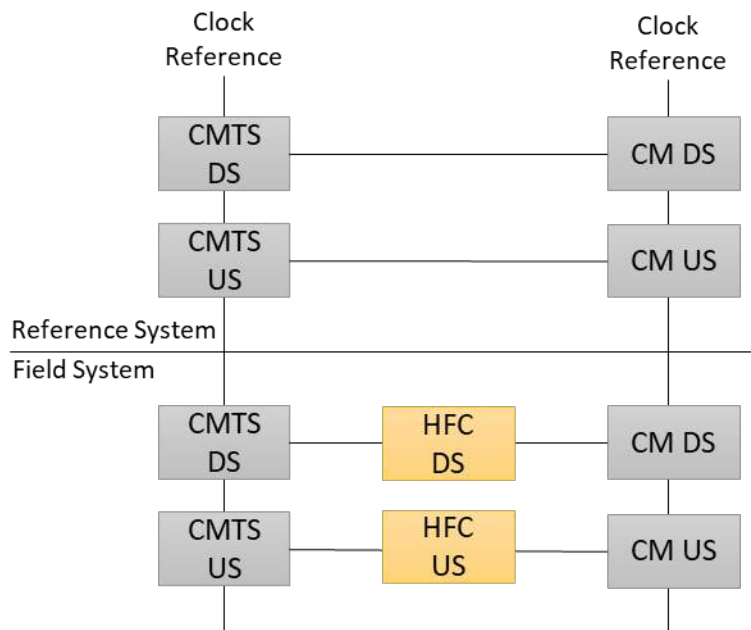 Clock
Reference
Clock
Reference
CMTS
DS
CM DS
CMTS
US
CM US
Reference System
Field System
CMTS
DS
HFC
DS
CM DS
CMTS
US
HFC
US
CM US